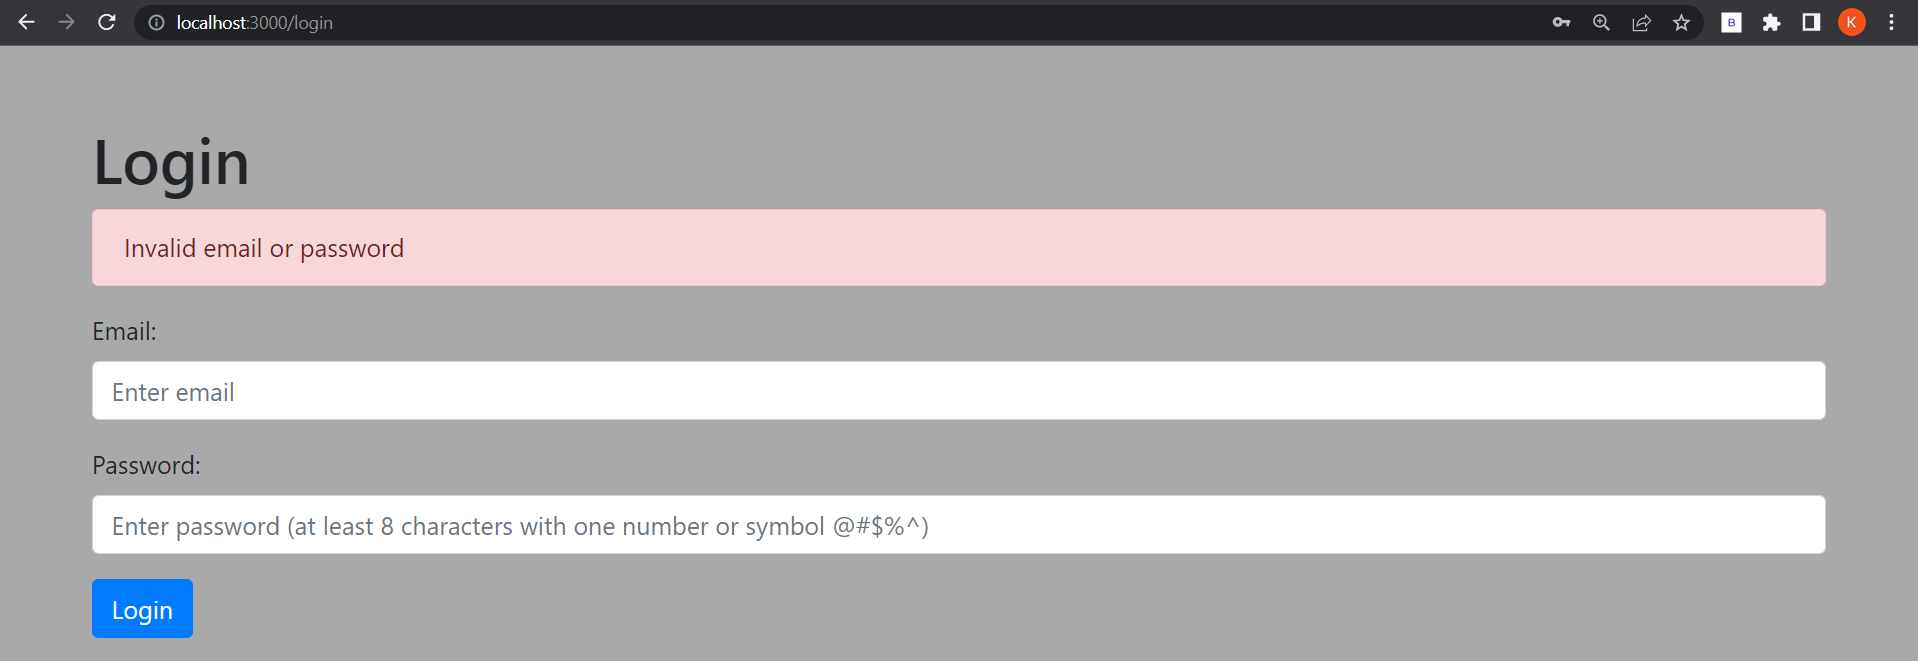 localhost:3000/login
B
K
Login
Invalid email or password
Email:
Enter email
Password:
Enter password (at least 8 characters with one number or symbol @#$%^)
Login